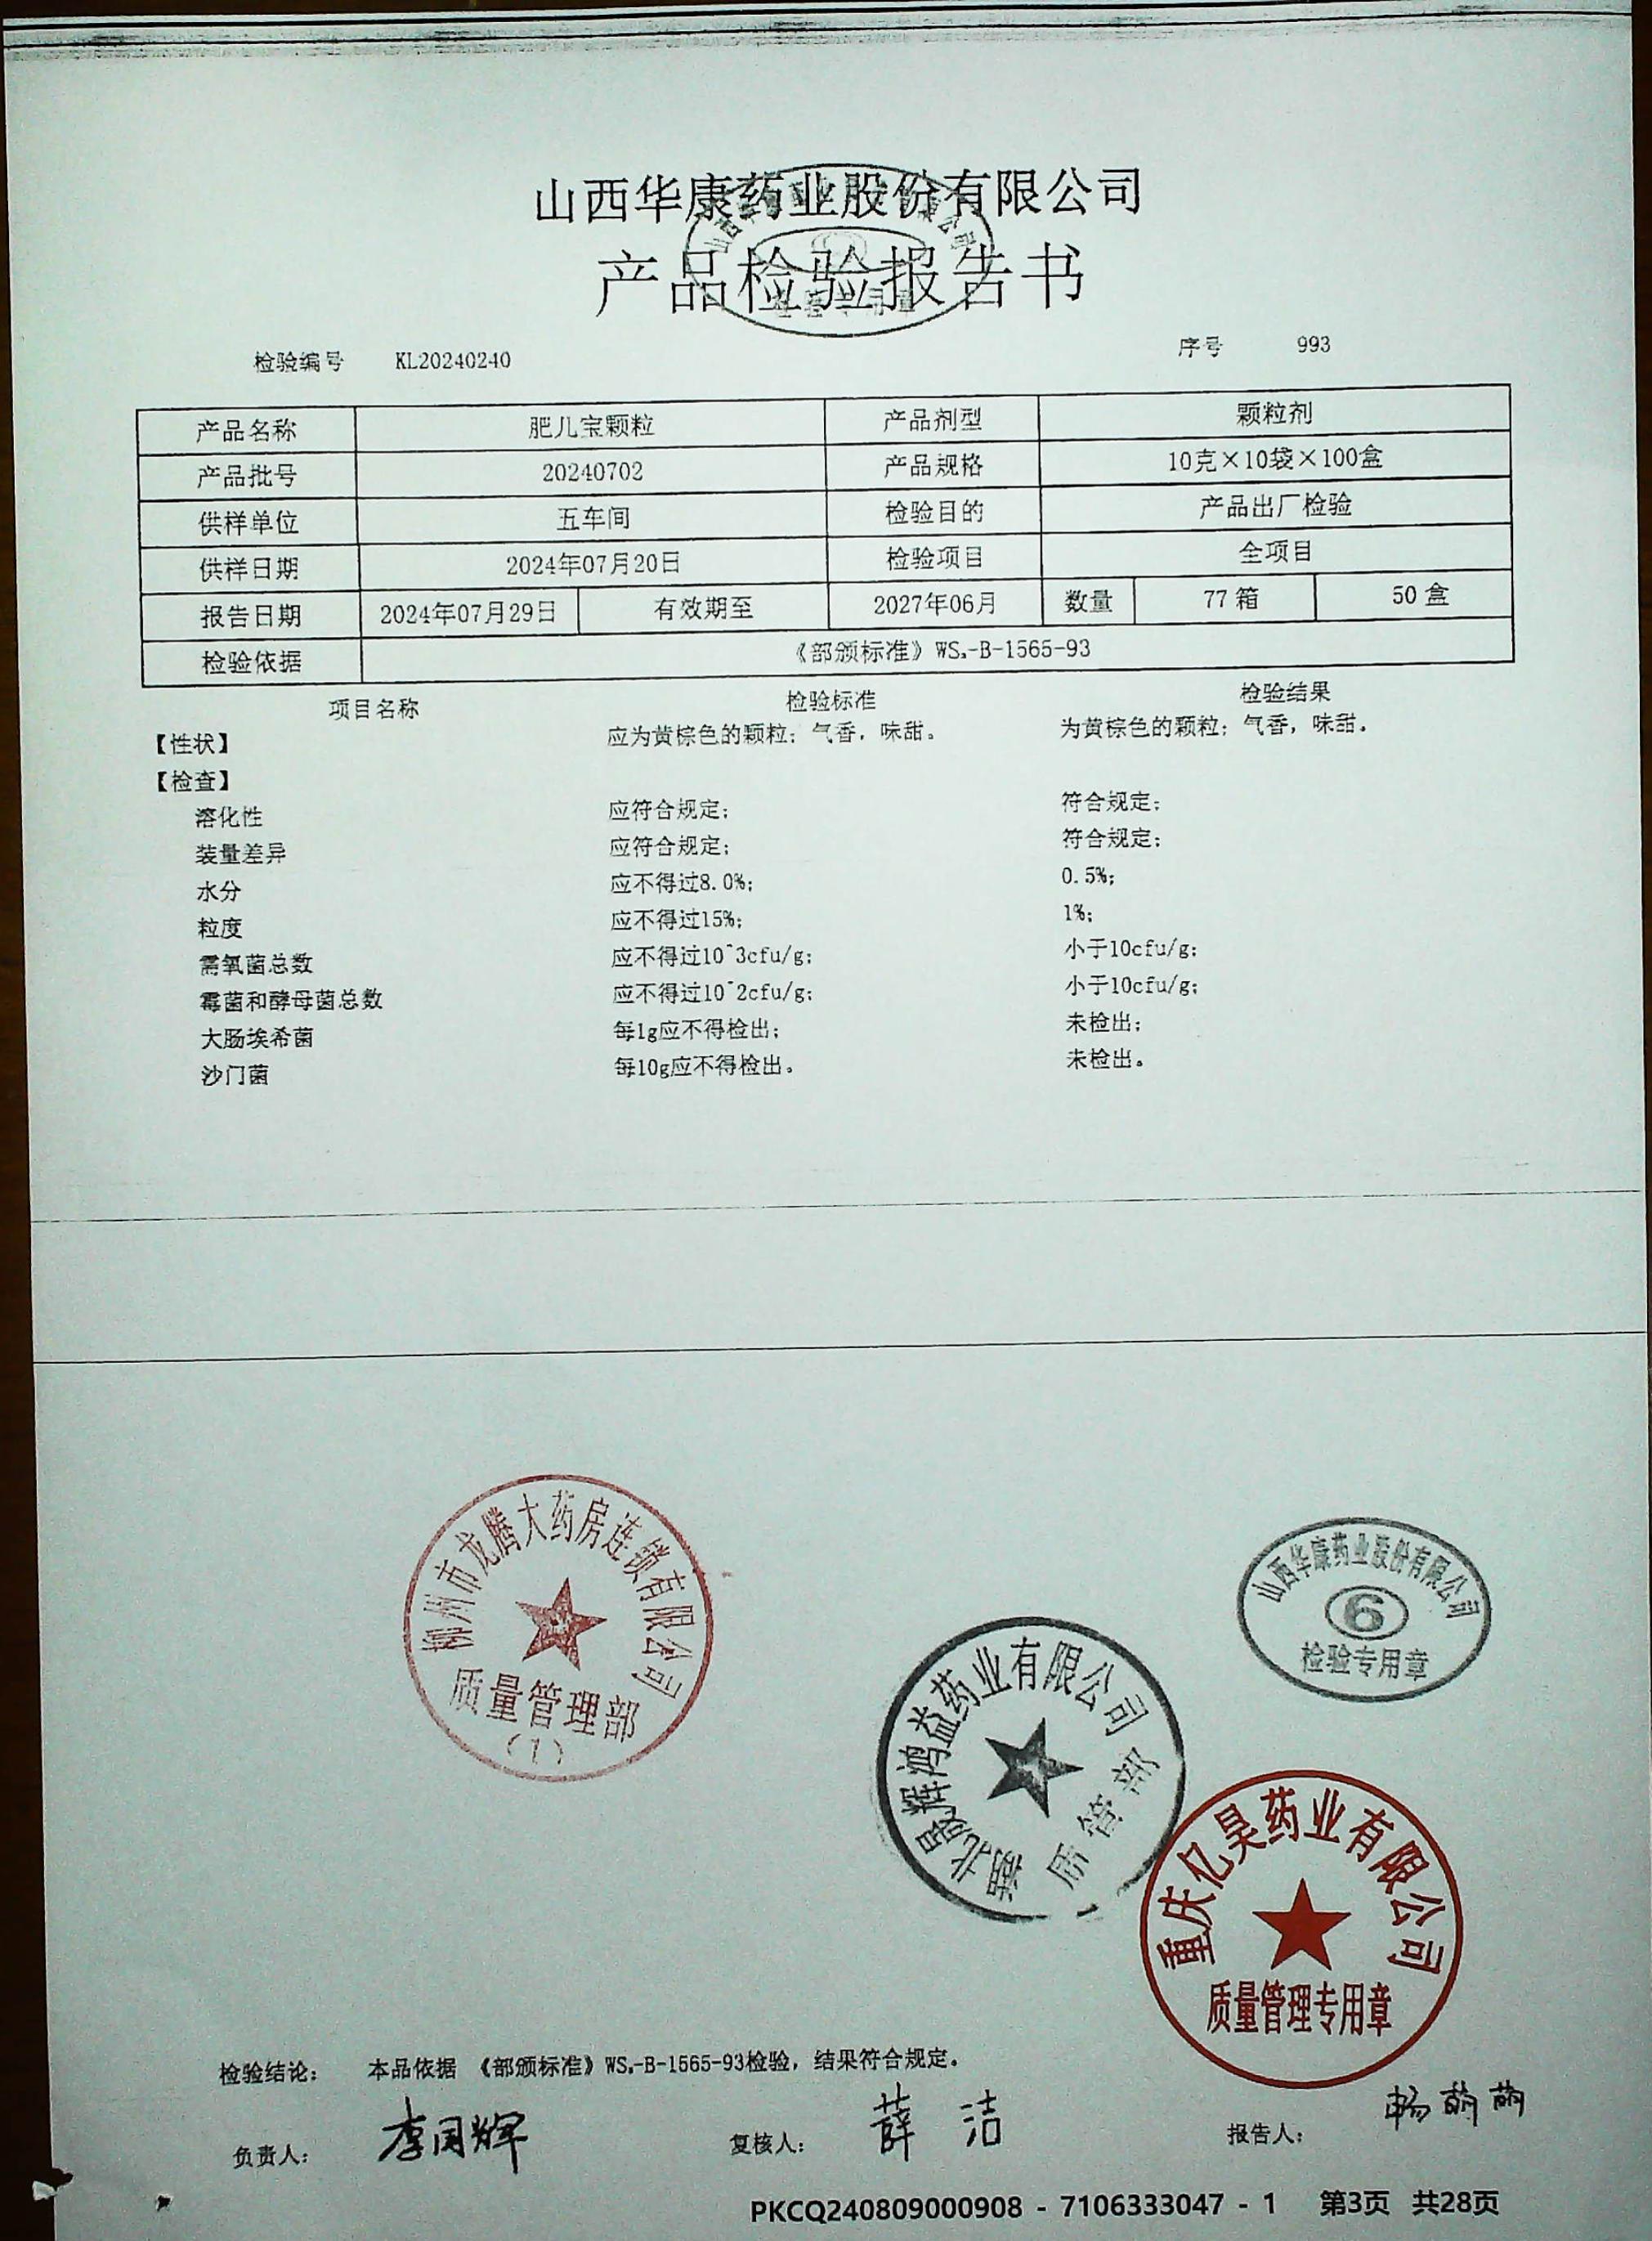 山西华康药业股份有限公司
产品检验报告书
检验编号 KL20240240 序号 993
产品名称 肥儿宝颗粒 产品剂型 颗粒剂
产品批号 20240702 产品规格 10克×10袋×100盒
供样单位 五车间 检验目的 产品出厂检验
供样日期 2024年07月20日 检验项目 全项目
报告日期 2024年07月29日 有效期至 2027年06月 数量 77箱 50盒
检验依据 《部颁标准》WS₃-B-1565-93
项目名称 检验标准 检验结果
【性状】 应为黄棕色的颗粒；气香，味甜。 为黄棕色的颗粒；气香，味甜。
【检查】
溶化性 应符合规定； 符合规定；
装量差异 应符合规定； 符合规定；
水分 应不得过8.0%； 0.5%；
粒度 应不得过15%； 1%；
需氧菌总数 应不得过10^3cfu/g； 小于10cfu/g；
霉菌和酵母菌总数 应不得过10^2cfu/g； 小于10cfu/g；
大肠埃希菌 每1g应不得检出； 未检出；
沙门菌 每10g应不得检出。 未检出。
柳州市龙腾大药房连锁有限公司
质量管理部
(1)
山西华康药业股份有限公司
6
检验专用章
湖北晟辉鸿益药业有限公司
质管部
重庆亿昊药业有限公司
质量管理专用章
检验结论： 本品依据 《部颁标准》WS₃-B-1565-93检验，结果符合规定。
负责人： 复核人： 薛洁 报告人： 畅萌萌
PKCQ240809000908 - 7106333047 - 1 第3页 共28页